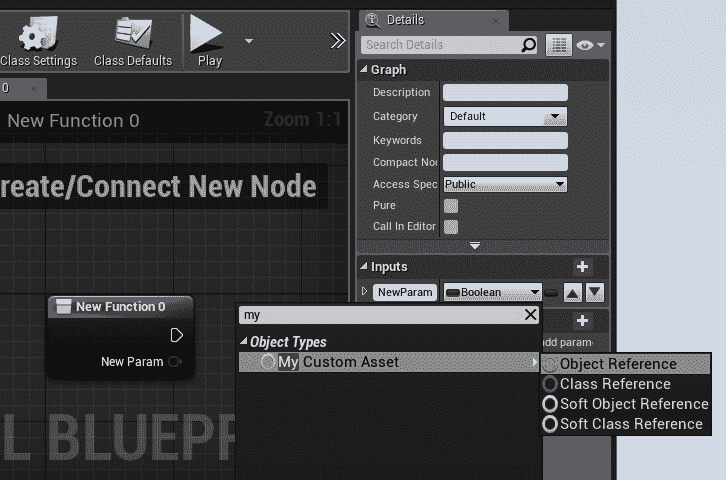 Details
Class Settings
Class Defaults
Play
Search Details
Graph
Description
Category
Default
Keywords
Compact No
Access Spec
Public
Pure
Call In Editor
0
New Function 0
Zoom 1:1
reate/Connect New Node
Inputs
NewParam
Boolean
New Function 0
New Param
my
Object Types
My Custom Asset
add param
Object Reference
Class Reference
Soft Object Reference
Soft Class Reference
L BLUEPR